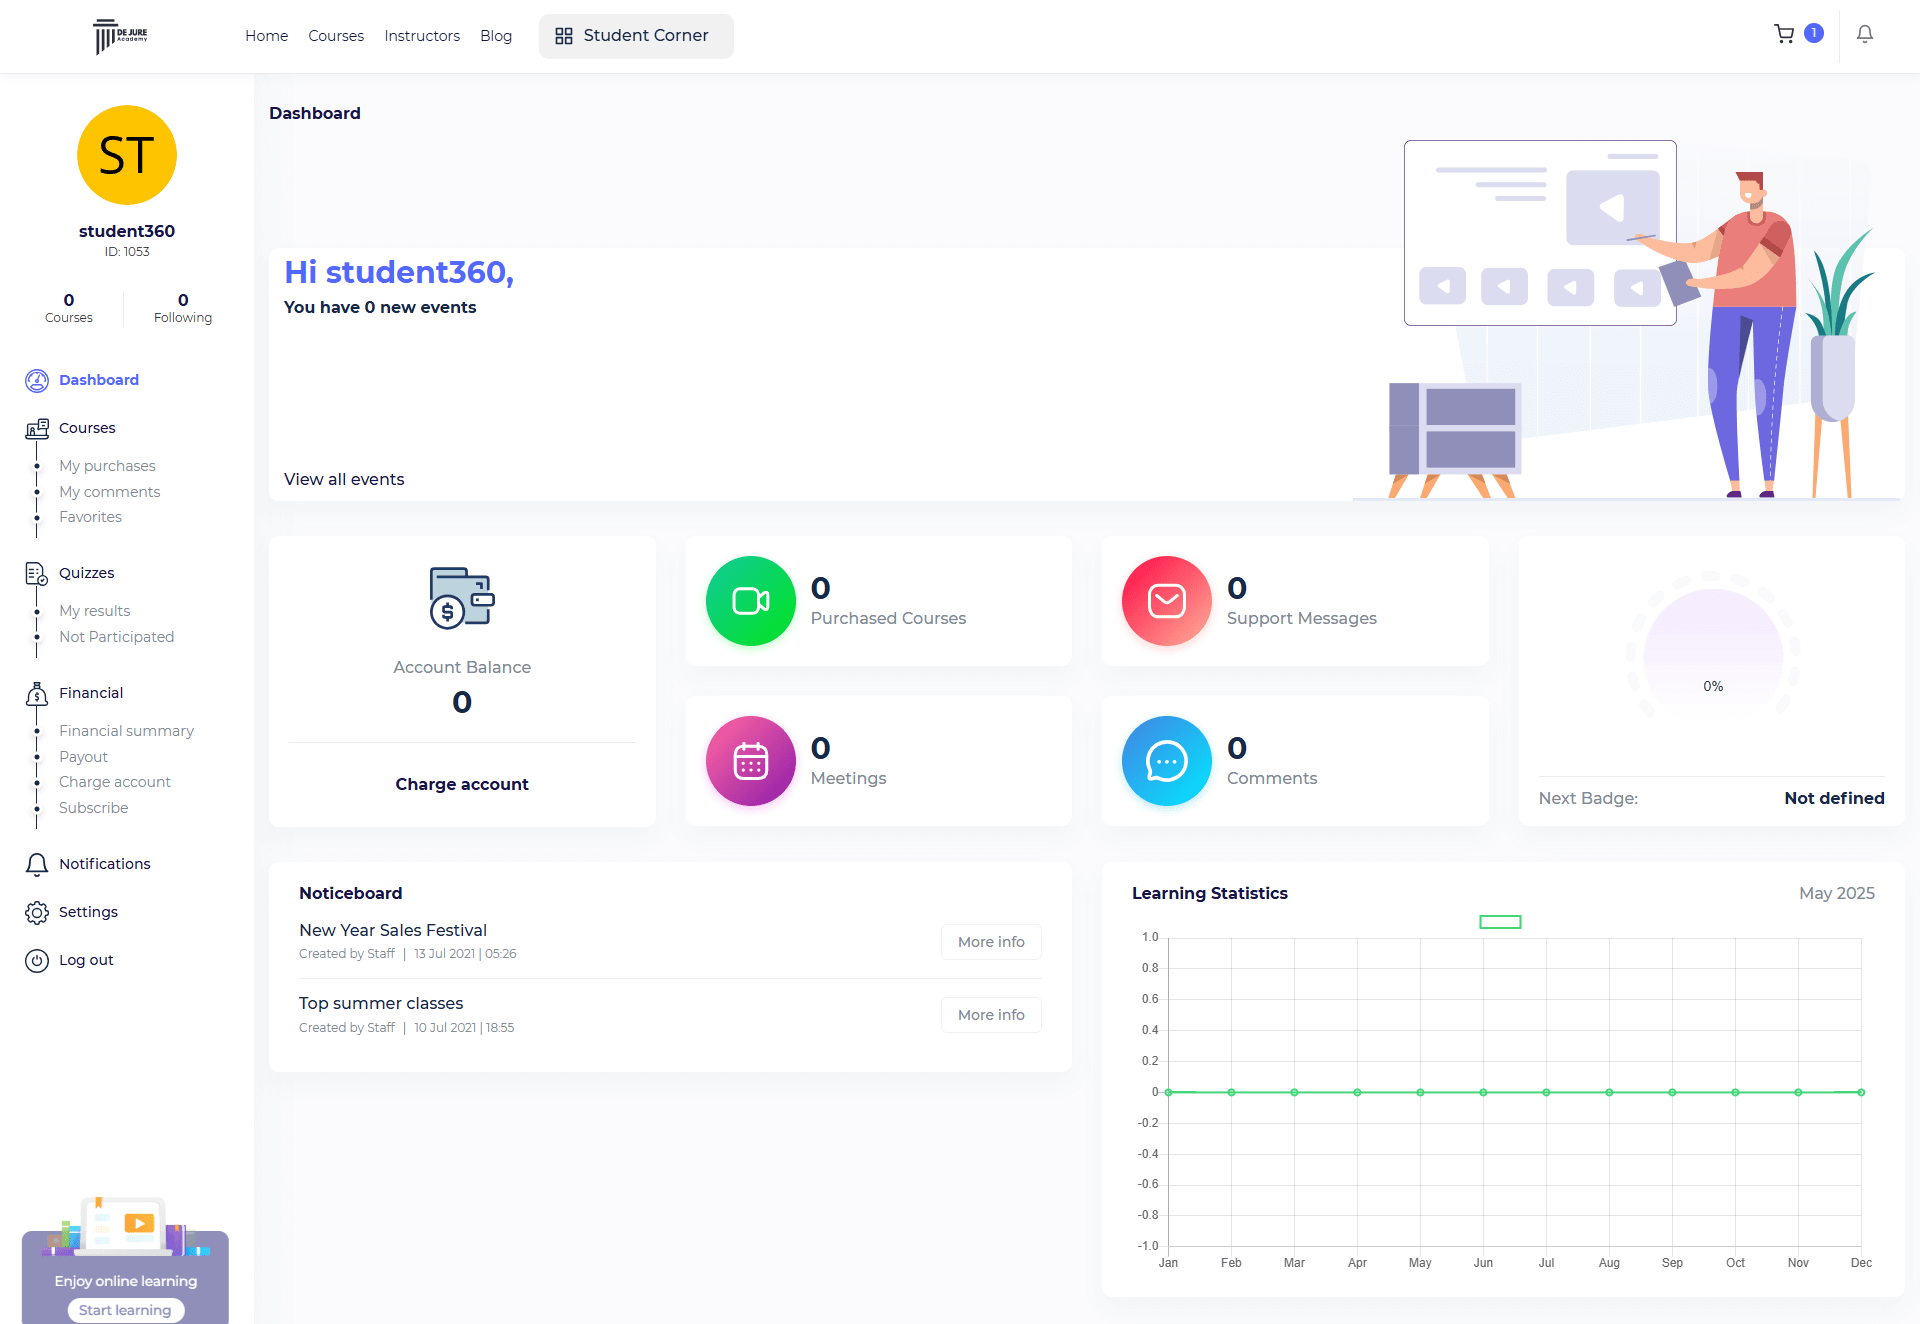 DE JURE
Academy
Home
Courses
Instructors
Blog
Student Corner
1
ST
student360
ID: 1053
0
Courses
0
Following
Dashboard
Courses
My purchases
My comments
Favorites
Quizzes
My results
Not Participated
Financial
Financial summary
Payout
Charge account
Subscribe
Notifications
Settings
Log out
Enjoy online learning
Start learning
Dashboard
Hi student360,
You have 0 new events
View all events
Account Balance
0
Charge account
0
Purchased Courses
0
Meetings
0
Support Messages
0
Comments
0%
Next Badge:
Not defined
Noticeboard
New Year Sales Festival
Created by Staff | 13 Jul 2021 | 05:26
More info
Top summer classes
Created by Staff | 10 Jul 2021 | 18:55
More info
Learning Statistics
May 2025
1.0
0.8
0.6
0.4
0.2
0
-0.2
-0.4
-0.6
-0.8
-1.0
Jan Feb Mar Apr May Jun Jul Aug Sep Oct Nov Dec